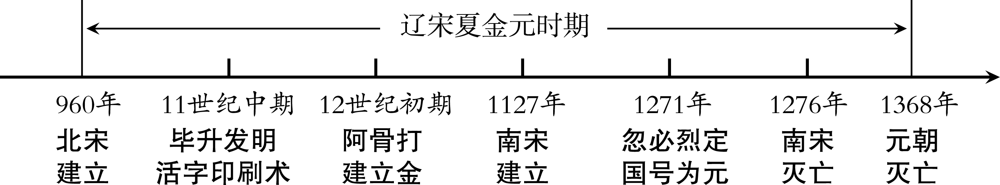 辽宋夏金元时期
960年 11世纪中期 12世纪初期 1127年 1271年 1276年 1368年
北宋 毕升发明 阿骨打 南宋 忽必烈定 南宋 元朝
建立 活字印刷术 建立金 建立 国号为元 灭亡 灭亡